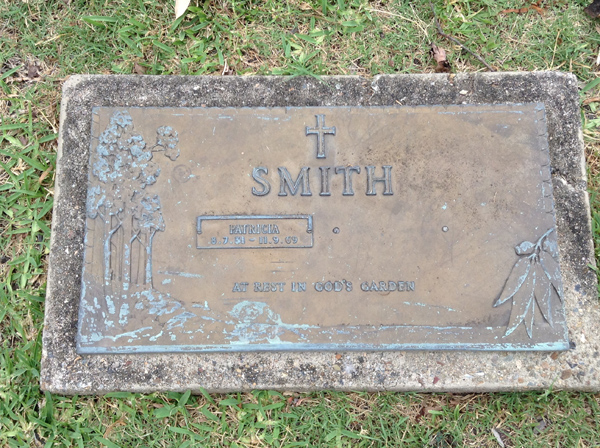 SMITH
PATRICIA
AT REST IN GOD'S GARDEN